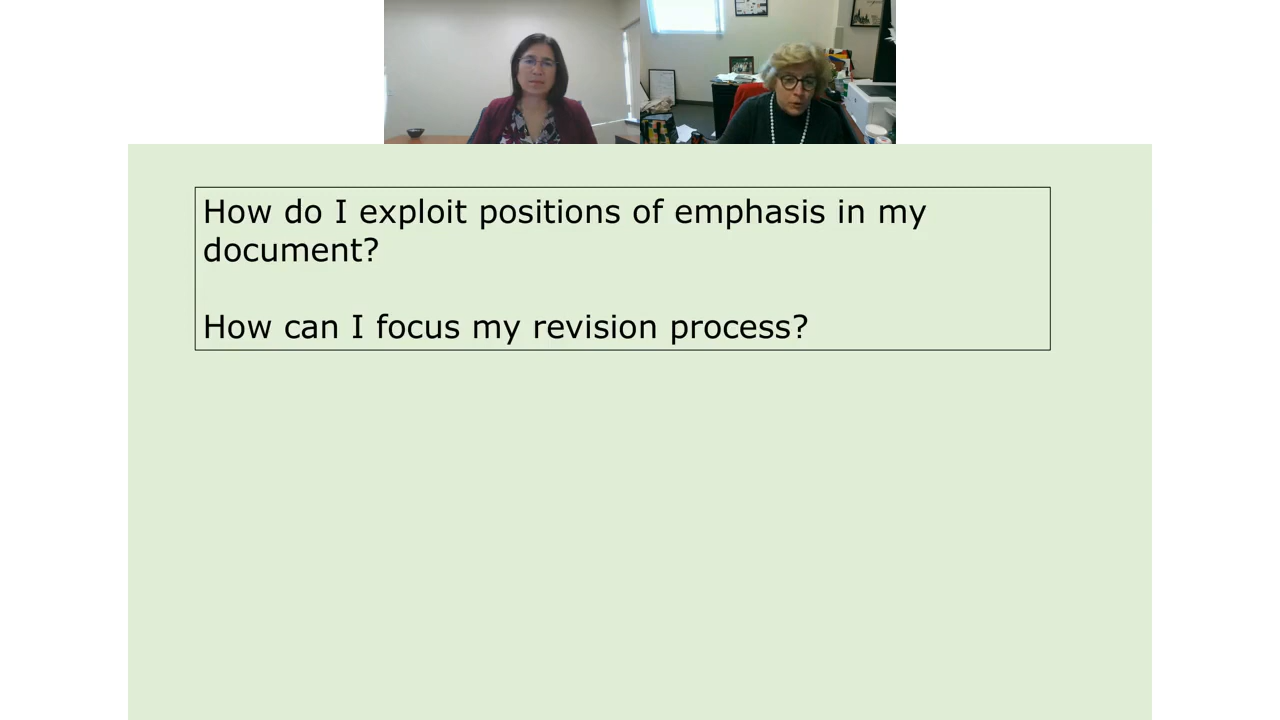 How do I exploit positions of emphasis in my
document?
How can I focus my revision process?